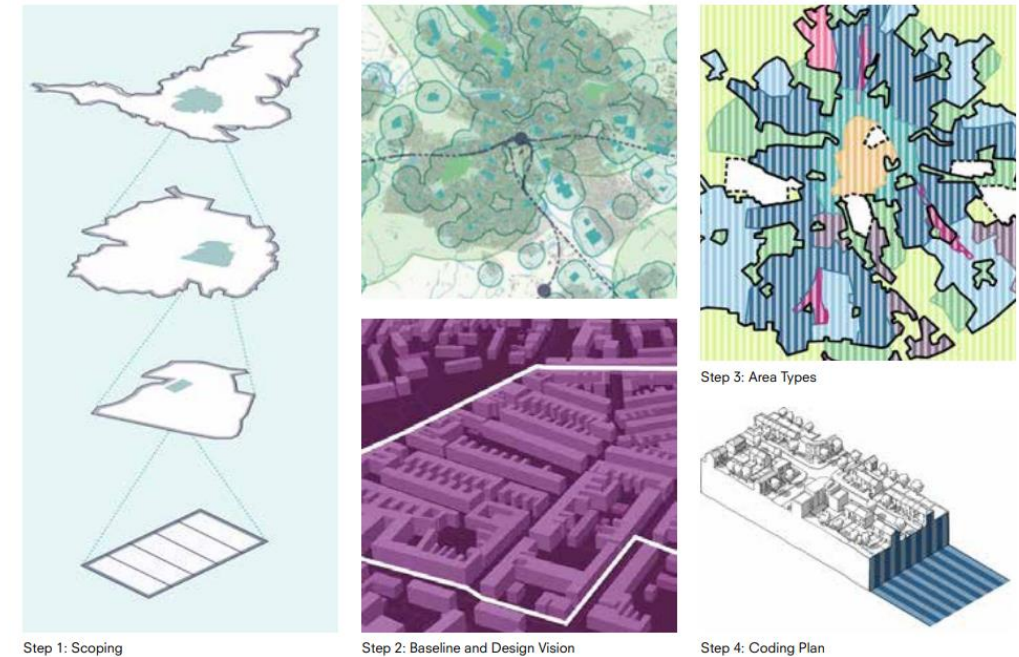 Step 1: Scoping
Step 2: Baseline and Design Vision
Step 3: Area Types
Step 4: Coding Plan